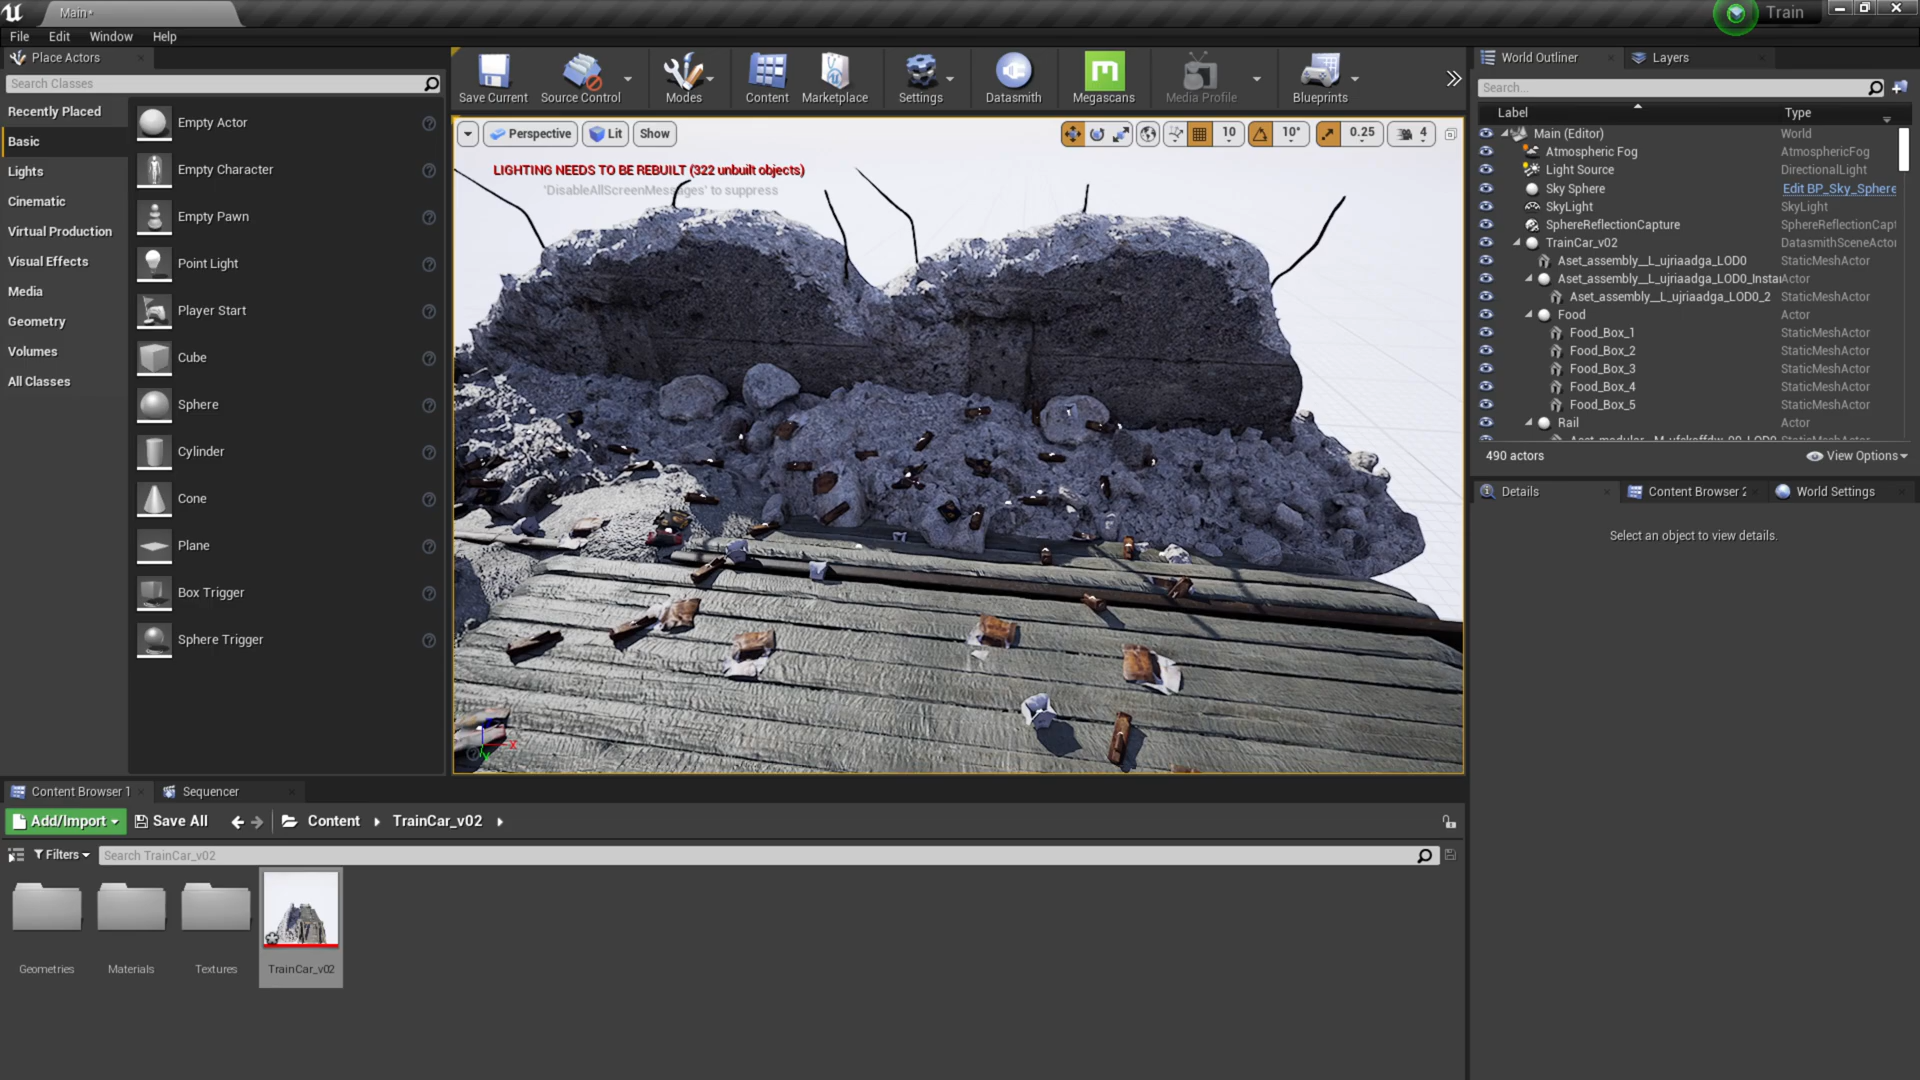 Main*
Train
File Edit Window Help
Place Actors
Search Classes
Recently Placed
Basic
Lights
Cinematic
Virtual Production
Visual Effects
Media
Geometry
Volumes
All Classes
Empty Actor
Empty Character
Empty Pawn
Point Light
Player Start
Cube
Sphere
Cylinder
Cone
Plane
Box Trigger
Sphere Trigger
Save Current Source Control Modes Content Marketplace Settings Datasmith Megascans Media Profile Blueprints
Perspective Lit Show 10 10° 0.25 4
LIGHTING NEEDS TO BE REBUILT (322 unbuilt objects)
'DisableAllScreenMessages' to suppress
World Outliner Layers
Search...
Label Type
Main (Editor) World
Atmospheric Fog AtmosphericFog
Light Source DirectionalLight
Sky Sphere Edit BP_Sky_Sphere
SkyLight SkyLight
SphereReflectionCapture SphereReflectionCapt
TrainCar_v02 DatasmithSceneActor
Aset_assembly__L_ujriaadga_LOD0 StaticMeshActor
Aset_assembly__L_ujriaadga_LOD0_Instar Actor
Aset_assembly__L_ujriaadga_LOD0_2 StaticMeshActor
Food Actor
Food_Box_1 StaticMeshActor
Food_Box_2 StaticMeshActor
Food_Box_3 StaticMeshActor
Food_Box_4 StaticMeshActor
Food_Box_5 StaticMeshActor
Rail Actor
490 actors View Options
Details Content Browser 2 World Settings
Select an object to view details.
Content Browser 1 Sequencer
Add/Import Save All Content TrainCar_v02
Filters Search TrainCar_v02
Geometries Materials Textures TrainCar_v02